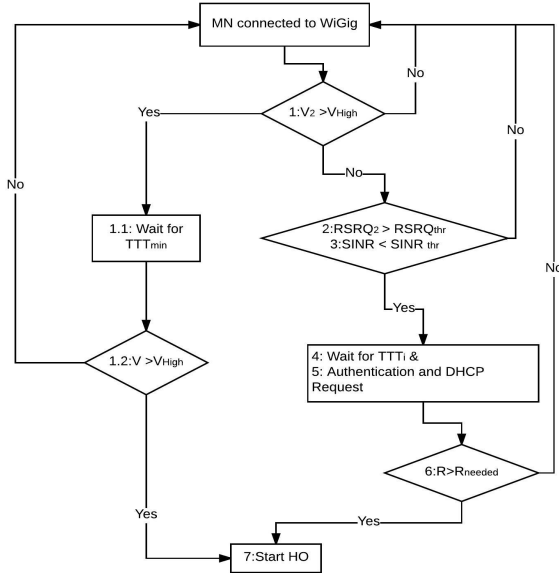 MN connected to WiGig
No
1:V2 >VHigh
Yes
No
No
No
1.1: Wait for
TTTmin
2:RSRQ2 > RSRQthr
3:SINR < SINR thr
No
Yes
1.2:V >VHigh
4: Wait for TTTi &
5: Authentication and DHCP
Request
6:R>Rneeded
Yes
Yes
7:Start HO